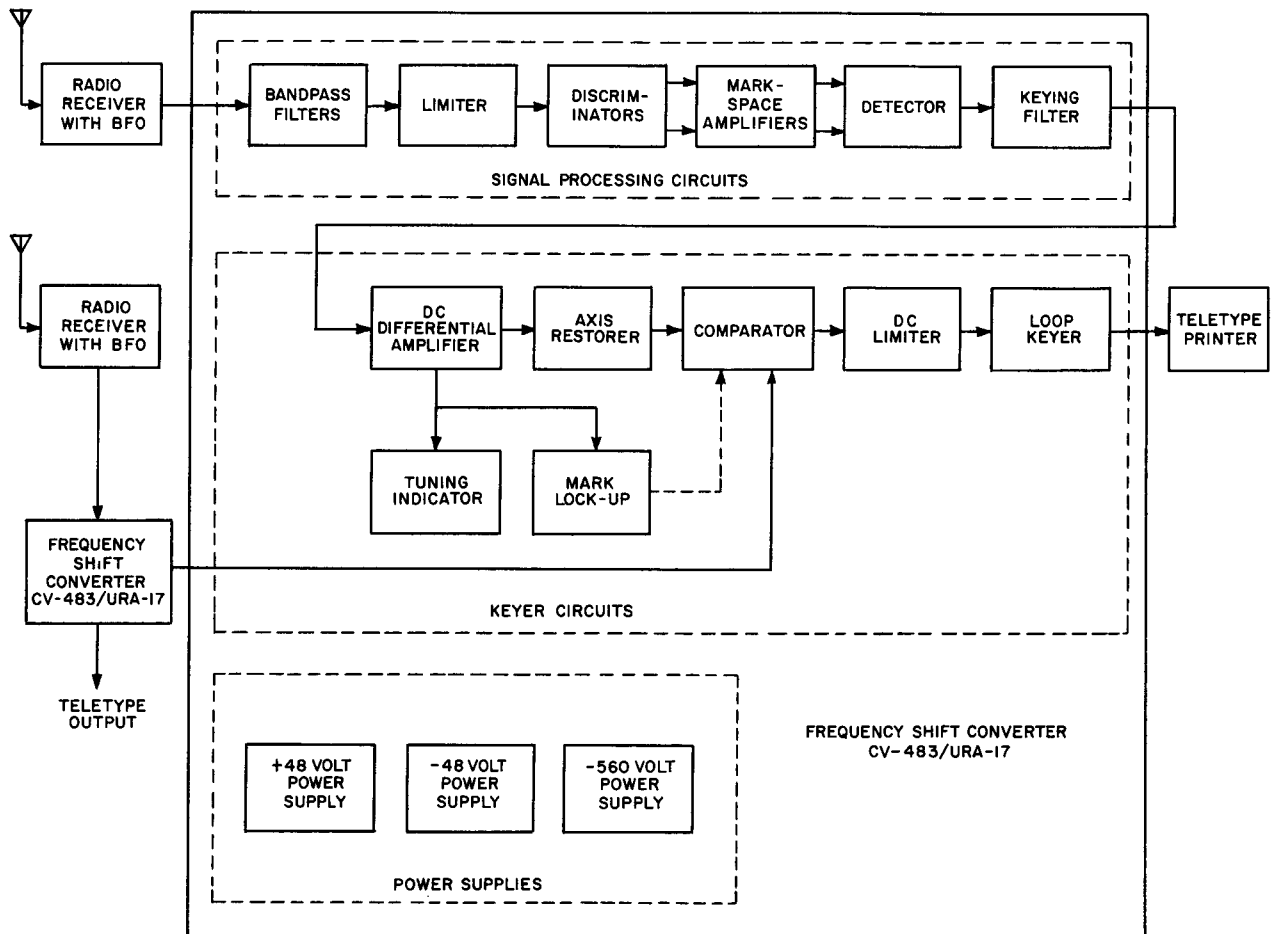 RADIO
RECEIVER
WITH BFO
BANDPASS
FILTERS
LIMITER
DISCRIM-
INATORS
MARK-
SPACE
AMPLIFIERS
DETECTOR
KEYING
FILTER
SIGNAL PROCESSING CIRCUITS
RADIO
RECEIVER
WITH BFO
DC
DIFFERENTIAL
AMPLIFIER
AXIS
RESTORER
COMPARATOR
DC
LIMITER
LOOP
KEYER
TELETYPE
PRINTER
TUNING
INDICATOR
MARK
LOCK-UP
FREQUENCY
SHIFT
CONVERTER
CV-483/URA-17
KEYER CIRCUITS
TELETYPE
OUTPUT
+48 VOLT
POWER
SUPPLY
-48 VOLT
POWER
SUPPLY
-560 VOLT
POWER
SUPPLY
FREQUENCY SHIFT CONVERTER
CV-483/URA-17
POWER SUPPLIES